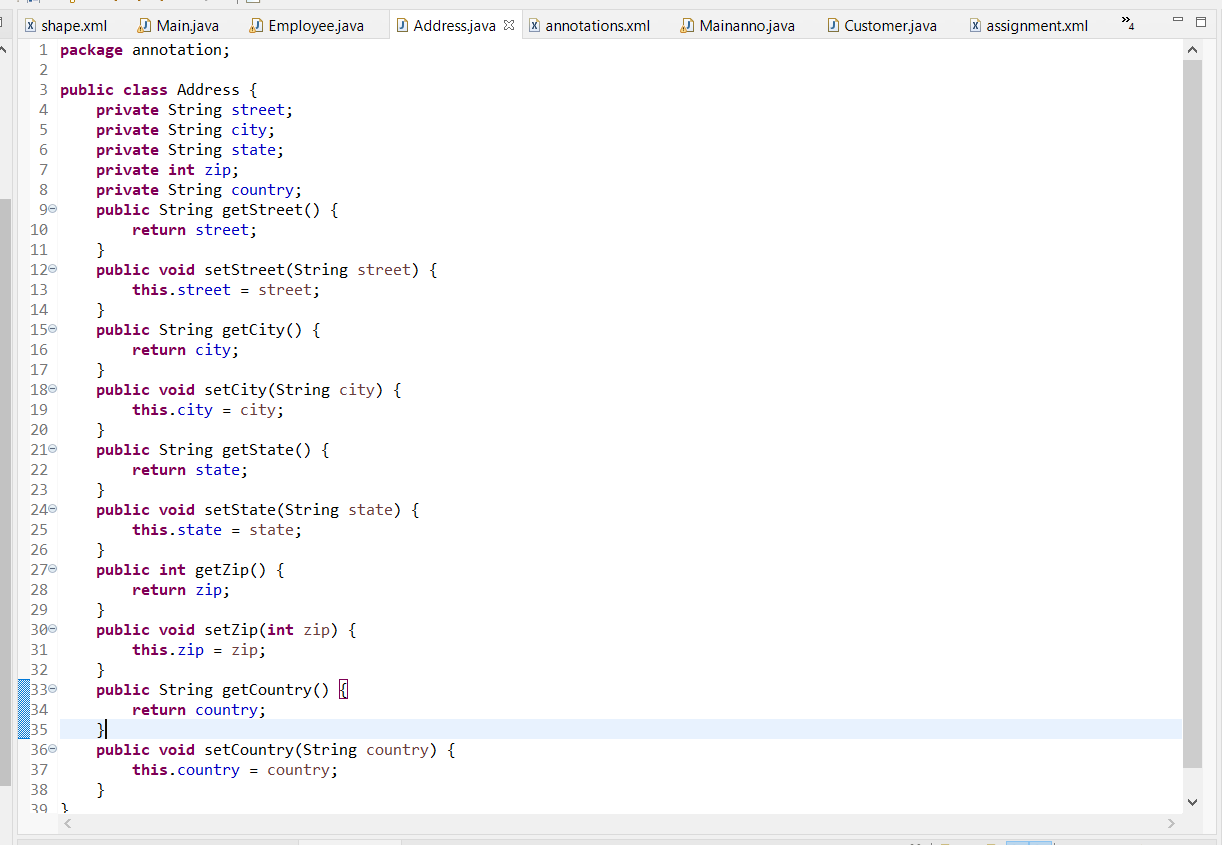 shape.xml Main.java Employee.java Address.java annotations.xml Mainanno.java Customer.java assignment.xml »4
1 package annotation;
2
3 public class Address {
4 private String street;
5 private String city;
6 private String state;
7 private int zip;
8 private String country;
9 public String getStreet() {
10 return street;
11 }
12 public void setStreet(String street) {
13 this.street = street;
14 }
15 public String getCity() {
16 return city;
17 }
18 public void setCity(String city) {
19 this.city = city;
20 }
21 public String getState() {
22 return state;
23 }
24 public void setState(String state) {
25 this.state = state;
26 }
27 public int getZip() {
28 return zip;
29 }
30 public void setZip(int zip) {
31 this.zip = zip;
32 }
33 public String getCountry() {
34 return country;
35 }
36 public void setCountry(String country) {
37 this.country = country;
38 }
39 }